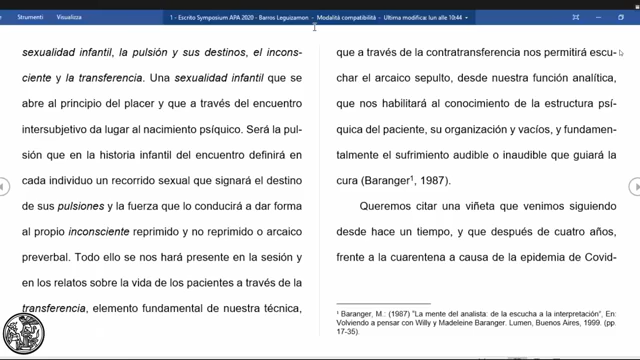 Strumenti Visualizza
1 - Escrito Symposium APA 2020 - Barros Leguizamon - Modalità compatibilità - Ultima modifica: lun alle 10:44
sexualidad infantil, la pulsión y sus destinos, el incons-
ciente y la transferencia. Una sexualidad infantil que se
abre al principio del placer y que a través del encuentro
intersubjetivo da lugar al nacimiento psíquico. Será la pul-
sión que en la historia infantil del encuentro definirá en
cada individuo un recorrido sexual que signará el destino
de sus pulsiones y la fuerza que lo conducirá a dar forma
al propio inconsciente reprimido y no reprimido o arcaico
preverbal. Todo ello se nos hará presente en la sesión y
en los relatos sobre la vida de los pacientes a través de la
transferencia, elemento fundamental de nuestra técnica,
que a través de la contratransferencia nos permitirá escu-
char el arcaico sepulto, desde nuestra función analítica,
que nos habilitará al conocimiento de la estructura psí-
quica del paciente, su organización y vacíos, y fundamen-
talmente el sufrimiento audible o inaudible que guiará la
cura (Baranger¹, 1987).
Queremos citar una viñeta que venimos siguiendo
desde hace un tiempo, y que después de cuatro años,
frente a la cuarentena a causa de la epidemia de Covid-
¹ Baranger, M.: (1987) "La mente del analista: de la escucha a la interpretación", En:
Volviendo a pensar con Willy y Madeleine Baranger. Lumen, Buenos Aires, 1999. (pp.
17-35).